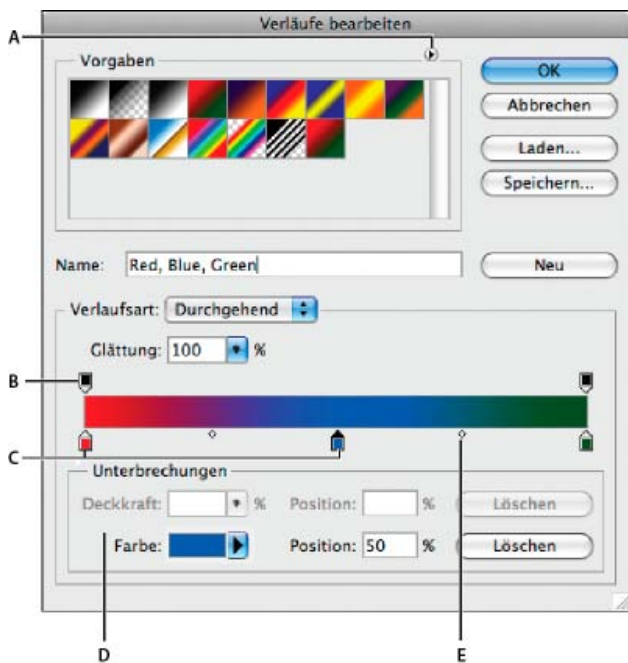 Verläufe bearbeiten
A
Vorgaben
OK
Abbrechen
Laden...
Speichern...
Name: Red, Blue, Green
Neu
Verlaufsart: Durchgehend
Glättung: 100 %
B
C
Unterbrechungen
Deckkraft: % Position: % Löschen
Farbe: Position: 50 % Löschen
D E